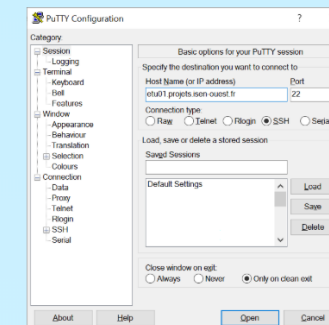 PuTTY Configuration ?
Category:
Session
Logging
Terminal
Keyboard
Bell
Features
Window
Appearance
Behaviour
Translation
Selection
Colours
Connection
Data
Proxy
Telnet
Rlogin
SSH
Serial
Basic options for your PuTTY session
Specify the destination you want to connect to
Host Name (or IP address) Port
etu01.projets.isen-ouest.fr 22
Connection type:
Raw Telnet Rlogin SSH Seria
Load, save or delete a stored session
Saved Sessions
Default Settings
Load
Save
Delete
Close window on exit:
Always Never Only on clean exit
About Help Open Cancel